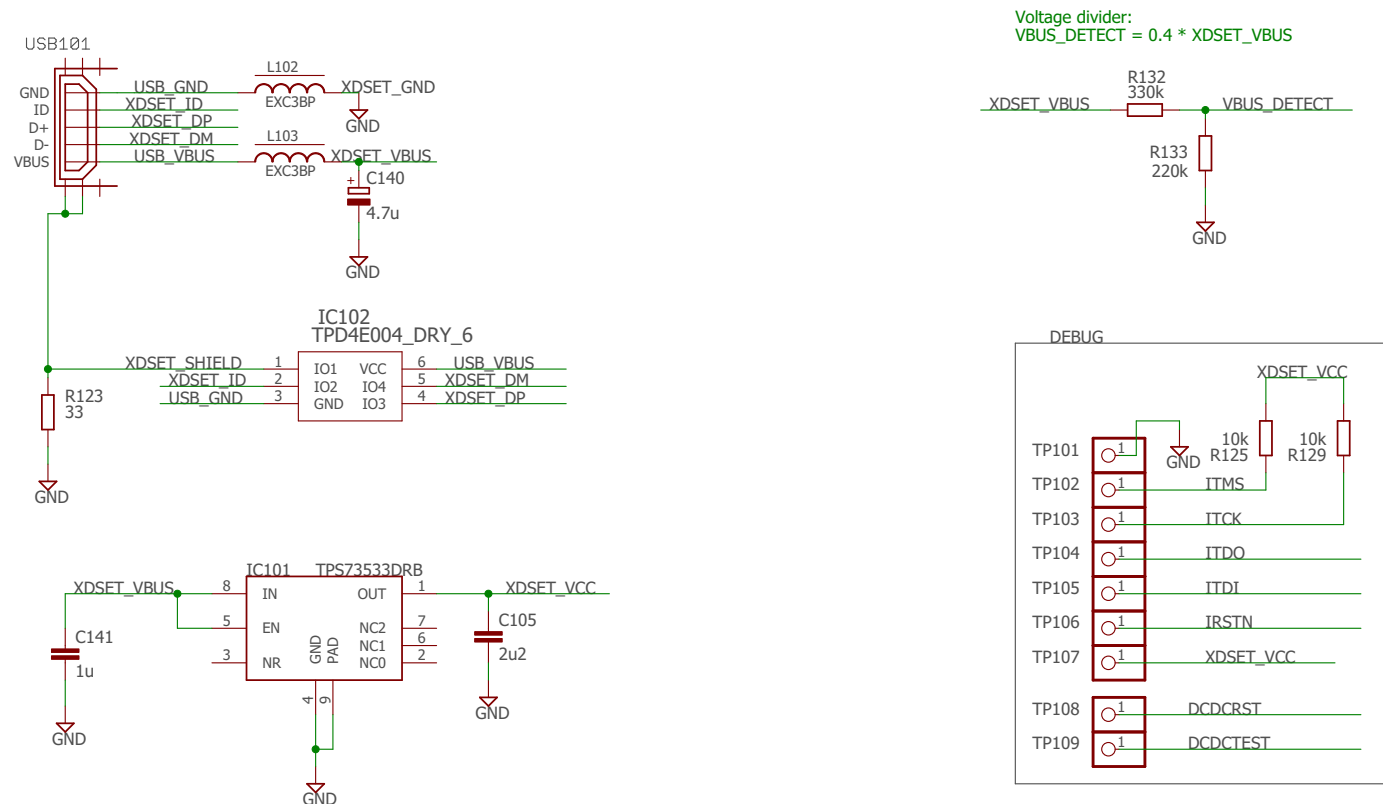 Voltage divider:
VBUS_DETECT = 0.4 * XDSET_VBUS
USB101
GND
ID
D+
D-
VBUS
USB_GND
XDSET_ID
XDSET_DP
XDSET_DM
USB_VBUS
L102
EXC3BP
XDSET_GND
GND
L103
EXC3BP
XDSET_VBUS
+
C140
4.7u
GND
R132
330k
XDSET_VBUS
VBUS_DETECT
R133
220k
GND
IC102
TPD4E004_DRY_6
XDSET_SHIELD 1 IO1 VCC 6 USB_VBUS
XDSET_ID 2 IO2 IO4 5 XDSET_DM
USB_GND 3 GND IO3 4 XDSET_DP
R123
33
GND
IC101 TPS73533DRB
XDSET_VBUS 8 IN OUT 1 XDSET_VCC
5 EN NC2 7
NC1 6
3 NR NC0 2
GND
PAD
4
9
GND
C141
1u
GND
C105
2u2
GND
DEBUG
XDSET_VCC
10k
R125
10k
R129
TP101 1
GND
TP102 1 ITMS
TP103 1 ITCK
TP104 1 ITDO
TP105 1 ITDI
TP106 1 IRSTN
TP107 1 XDSET_VCC
TP108 1 DCDCRST
TP109 1 DCDCTEST